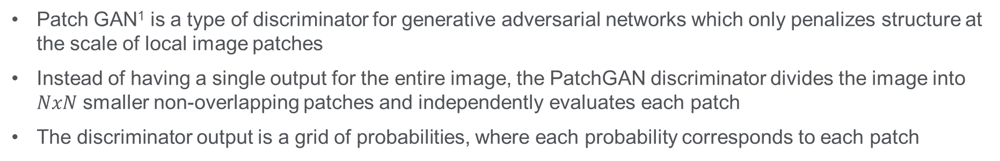 • Patch GAN¹ is a type of discriminator for generative adversarial networks which only penalizes structure at
the scale of local image patches
• Instead of having a single output for the entire image, the PatchGAN discriminator divides the image into
NxN smaller non-overlapping patches and independently evaluates each patch
• The discriminator output is a grid of probabilities, where each probability corresponds to each patch